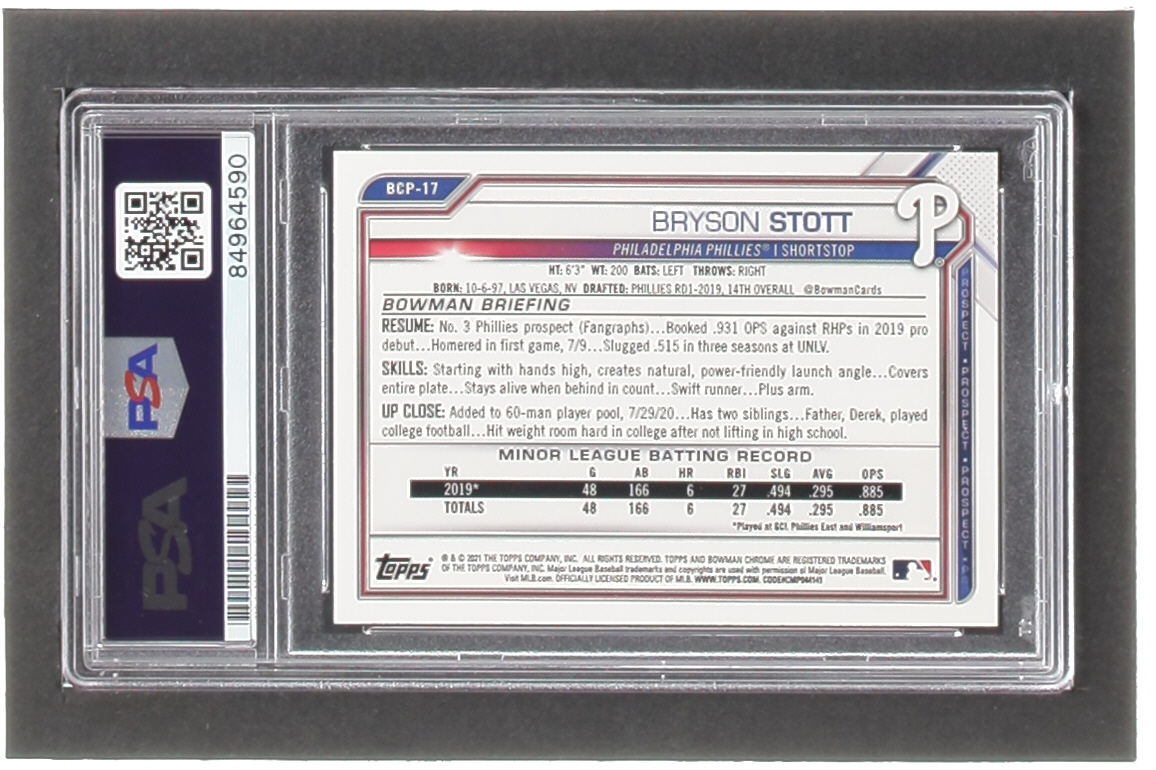 84964590
PSA
PSA
BCP-17
BRYSON STOTT
P
PHILADELPHIA PHILLIES® | SHORTSTOP
HT: 6'3" WT: 200 BATS: LEFT THROWS: RIGHT
BORN: 10-6-97, LAS VEGAS, NV DRAFTED: PHILLIES RD1-2019, 14TH OVERALL @BowmanCards
BOWMAN BRIEFING
RESUME: No. 3 Phillies prospect (Fangraphs)...Booked .931 OPS against RHPs in 2019 pro
debut...Homered in first game, 7/9...Slugged .515 in three seasons at UNLV.
SKILLS: Starting with hands high, creates natural, power-friendly launch angle...Covers
entire plate...Stays alive when behind in count...Swift runner...Plus arm.
UP CLOSE: Added to 60-man player pool, 7/29/20...Has two siblings...Father, Derek, played
college football...Hit weight room hard in college after not lifting in high school.
MINOR LEAGUE BATTING RECORD
YR G AB HR RBI SLG AVG OPS
2019* 48 166 6 27 .494 .295 .885
TOTALS 48 166 6 27 .494 .295 .885
*Played at GCL Phillies East and Williamsport
topps
® & © 2021 THE TOPPS COMPANY, INC. ALL RIGHTS RESERVED. TOPPS AND BOWMAN CHROME ARE REGISTERED TRADEMARKS
OF THE TOPPS COMPANY, INC. Major League Baseball trademarks and copyrights are used with permission of Major League Baseball.
Visit MLB.com. OFFICIALLY LICENSED PRODUCT OF MLB. WWW.TOPPS.COM. CODE#CMP044141
PROSPECT • PROSPECT • PROSPECT • PROSPECT • PR
PSA